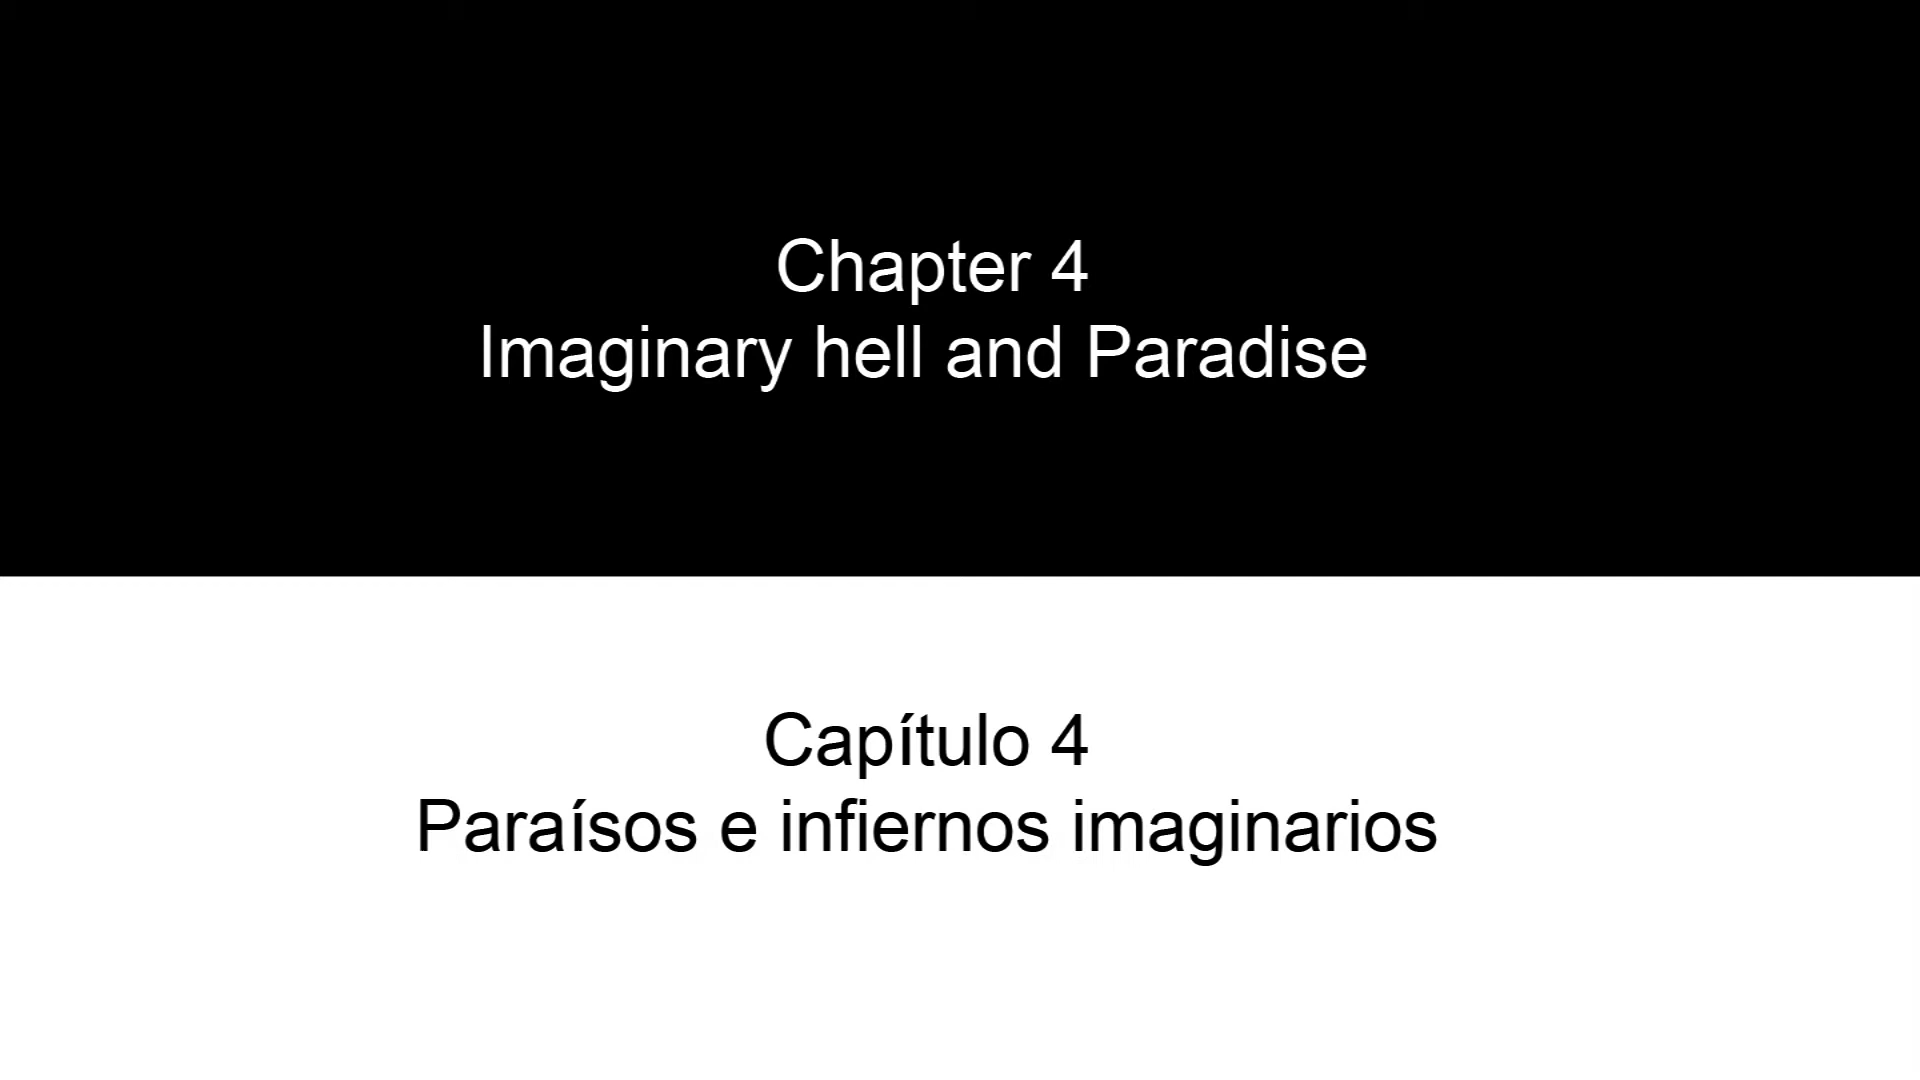 Chapter 4
Imaginary hell and Paradise
Capítulo 4
Paraísos e infiernos imaginarios